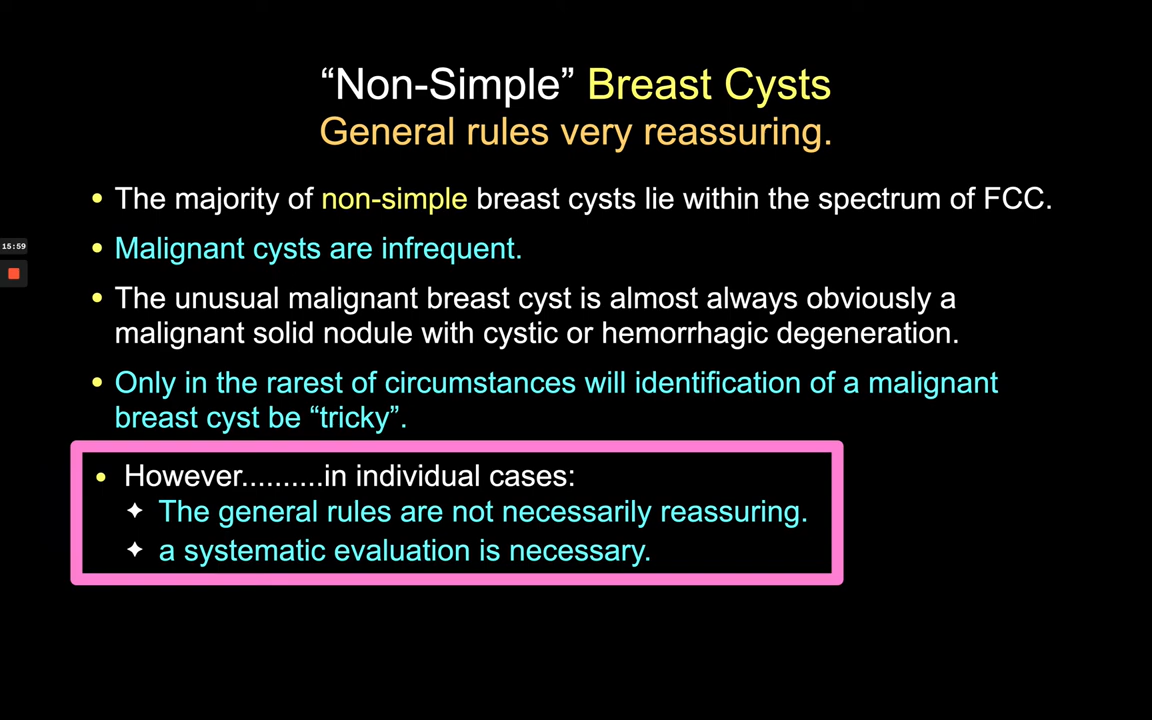 “Non-Simple” Breast Cysts
General rules very reassuring.
• The majority of non-simple breast cysts lie within the spectrum of FCC.
15:59
• Malignant cysts are infrequent.
• The unusual malignant breast cyst is almost always obviously a
malignant solid nodule with cystic or hemorrhagic degeneration.
• Only in the rarest of circumstances will identification of a malignant
breast cyst be “tricky”.
• However..........in individual cases:
✦ The general rules are not necessarily reassuring.
✦ a systematic evaluation is necessary.